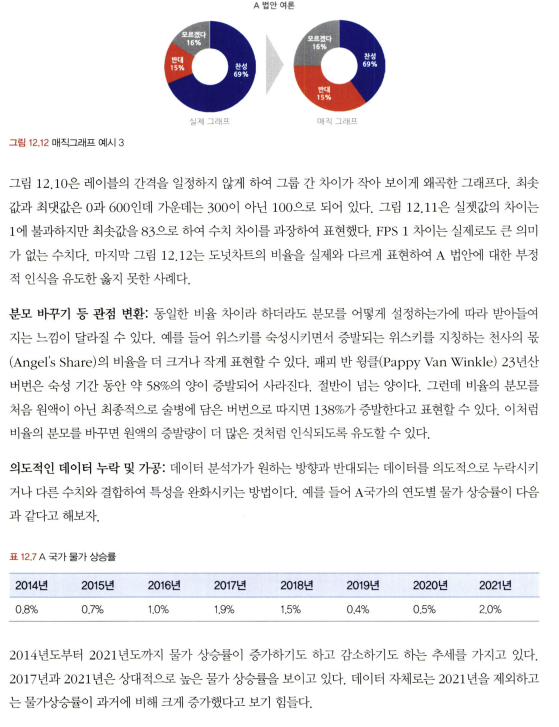 A 법안 여론
모르겠다
16%
반대
15%
찬성
69%
모르겠다
16%
찬성
69%
반대
15%
실제 그래프
매직 그래프
그림 12.12 매직그래프 예시 3
그림 12.10은 레이블의 간격을 일정하지 않게 하여 그룹 간 차이가 작아 보이게 왜곡한 그래프다. 최솟
값과 최댓값은 0과 600인데 가운데는 300이 아닌 100으로 되어 있다. 그림 12.11은 실젯값의 차이는
1에 불과하지만 최솟값을 83으로 하여 수치 차이를 과장하여 표현했다. FPS 1 차이는 실제로도 큰 의미
가 없는 수치다. 마지막 그림 12.12는 도넛차트의 비율을 실제와 다르게 표현하여 A 법안에 대한 부정
적 인식을 유도한 옳지 못한 사례다.
분모 바꾸기 등 관점 변환: 동일한 비율 차이라 하더라도 분모를 어떻게 설정하는가에 따라 받아들여
지는 느낌이 달라질 수 있다. 예를 들어 위스키를 숙성시키면서 증발되는 위스키를 지칭하는 천사의 몫
(Angel's Share)의 비율을 더 크거나 작게 표현할 수 있다. 패피 반 윙클(Pappy Van Winkle) 23년산
버번은 숙성 기간 동안 약 58%의 양이 증발되어 사라진다. 절반이 넘는 양이다. 그런데 비율의 분모를
처음 원액이 아닌 최종적으로 술병에 담은 버번으로 따지면 138%가 증발한다고 표현할 수 있다. 이처럼
비율의 분모를 바꾸면 원액의 증발량이 더 많은 것처럼 인식되도록 유도할 수 있다.
의도적인 데이터 누락 및 가공: 데이터 분석가가 원하는 방향과 반대되는 데이터를 의도적으로 누락시키
거나 다른 수치와 결합하여 특성을 완화시키는 방법이다. 예를 들어 A국가의 연도별 물가 상승률이 다음
과 같다고 해보자.
표 12.7 A 국가 물가 상승률
2014년 2015년 2016년 2017년 2018년 2019년 2020년 2021년
0.8% 0.7% 1.0% 1.9% 1.5% 0.4% 0.5% 2.0%
2014년도부터 2021년도까지 물가 상승률이 증가하기도 하고 감소하기도 하는 추세를 가지고 있다.
2017년과 2021년은 상대적으로 높은 물가 상승률을 보이고 있다. 데이터 자체로는 2021년을 제외하고
는 물가상승률이 과거에 비해 크게 증가했다고 보기 힘들다.